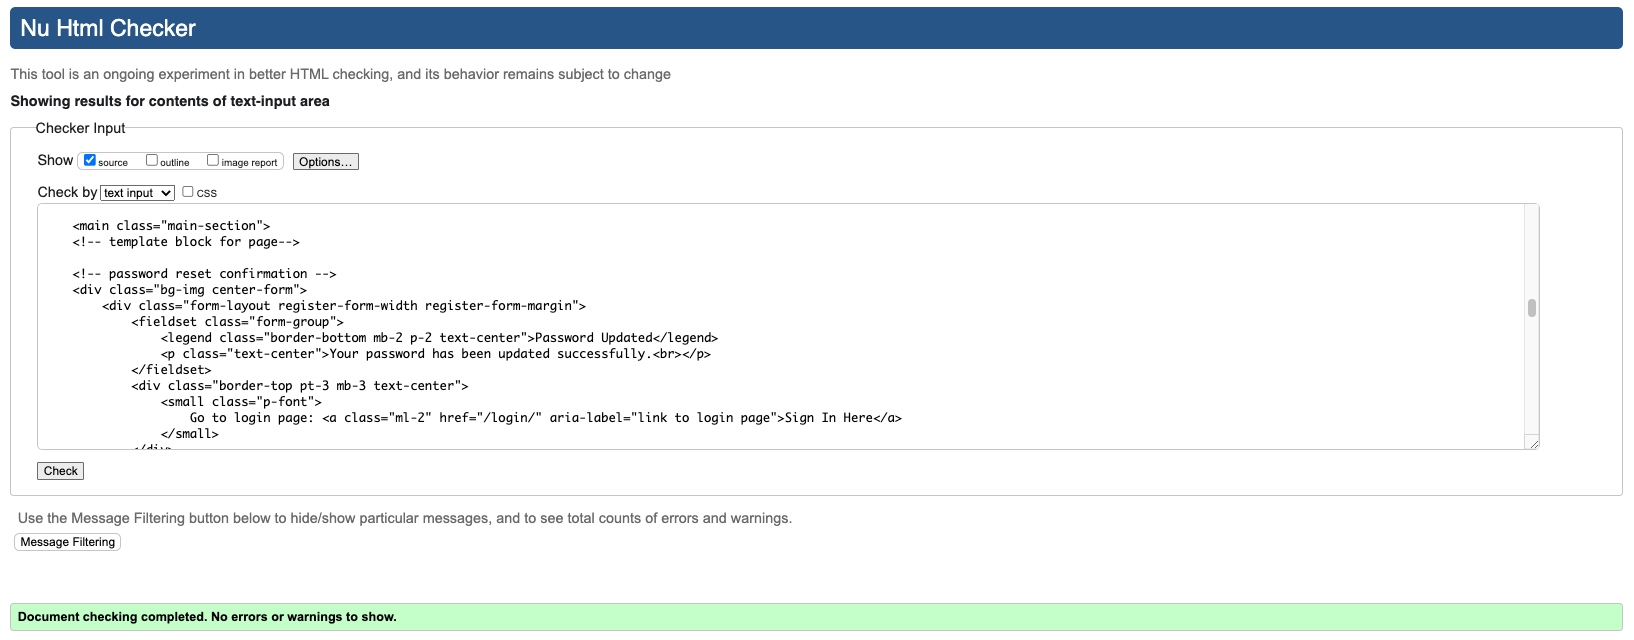 Nu Html Checker
This tool is an ongoing experiment in better HTML checking, and its behavior remains subject to change
Showing results for contents of text-input area
Checker Input
Show source outline image report Options...
Check by text input CSS
<main class="main-section">
<!-- template block for page-->
<!-- password reset confirmation -->
<div class="bg-img center-form">
<div class="form-layout register-form-width register-form-margin">
<fieldset class="form-group">
<legend class="border-bottom mb-2 p-2 text-center">Password Updated</legend>
<p class="text-center">Your password has been updated successfully.<br></p>
</fieldset>
<div class="border-top pt-3 mb-3 text-center">
<small class="p-font">
Go to login page: <a class="ml-2" href="/login/" aria-label="link to login page">Sign In Here</a>
</small>
</div>
Check
Use the Message Filtering button below to hide/show particular messages, and to see total counts of errors and warnings.
Message Filtering
Document checking completed. No errors or warnings to show.